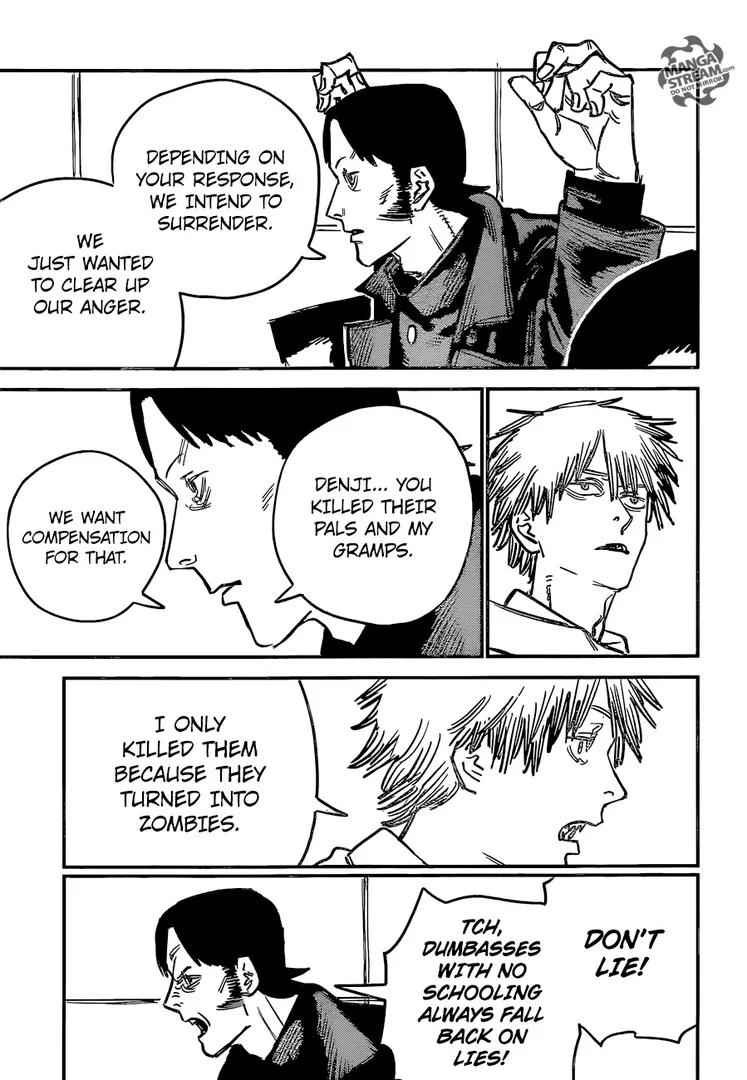 MANGA
STREAM.com
DO NOT MIRROR
DEPENDING ON
YOUR RESPONSE,
WE INTEND TO
SURRENDER.
WE
JUST WANTED
TO CLEAR UP
OUR ANGER.
DENJI... YOU
KILLED THEIR
PALS AND MY
GRAMPS.
WE WANT
COMPENSATION
FOR THAT.
I ONLY
KILLED THEM
BECAUSE THEY
TURNED INTO
ZOMBIES.
DON'T
LIE!
TCH,
DUMBASSES
WITH NO
SCHOOLING
ALWAYS FALL
BACK ON
LIES!